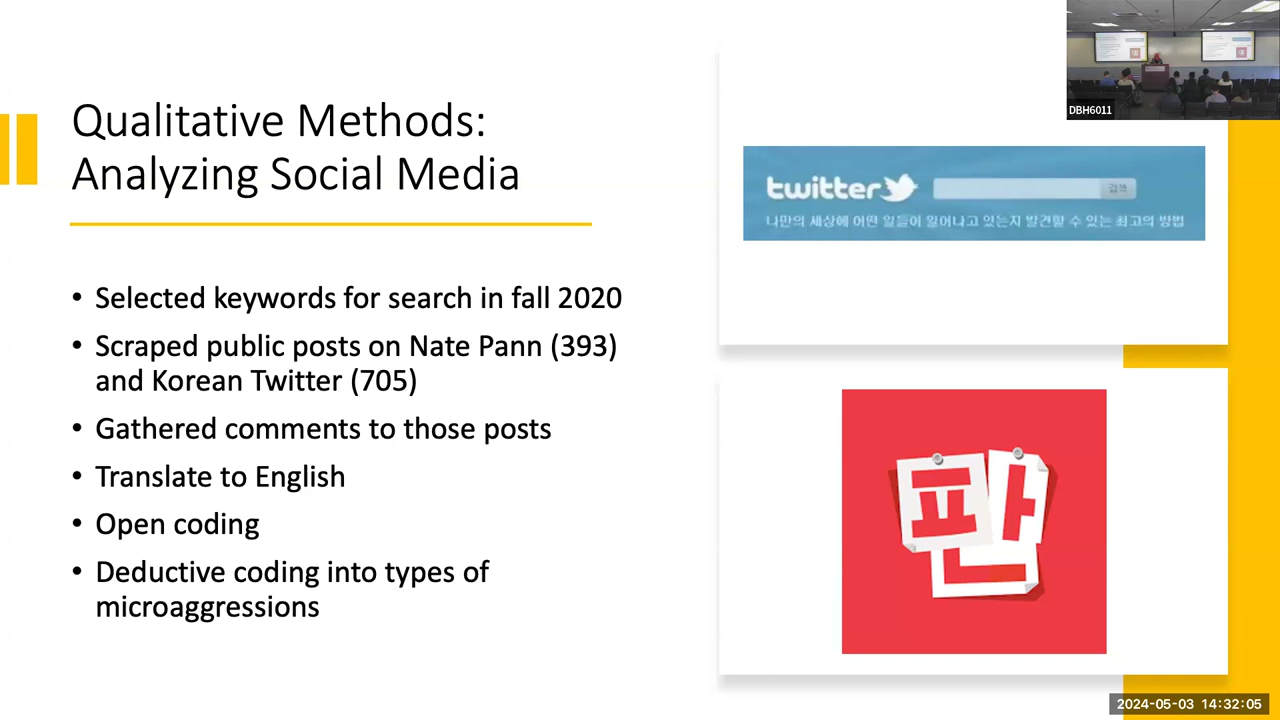 Qualitative Methods:
Analyzing Social Media
• Selected keywords for search in fall 2020
• Scraped public posts on Nate Pann (393)
and Korean Twitter (705)
• Gathered comments to those posts
• Translate to English
• Open coding
• Deductive coding into types of
microaggressions
DBH6011
twitter 검색
나만의 세상에 어떤 일들이 일어나고 있는지 발견할 수 있는 최고의 방법
판
2024-05-03 14:32:05